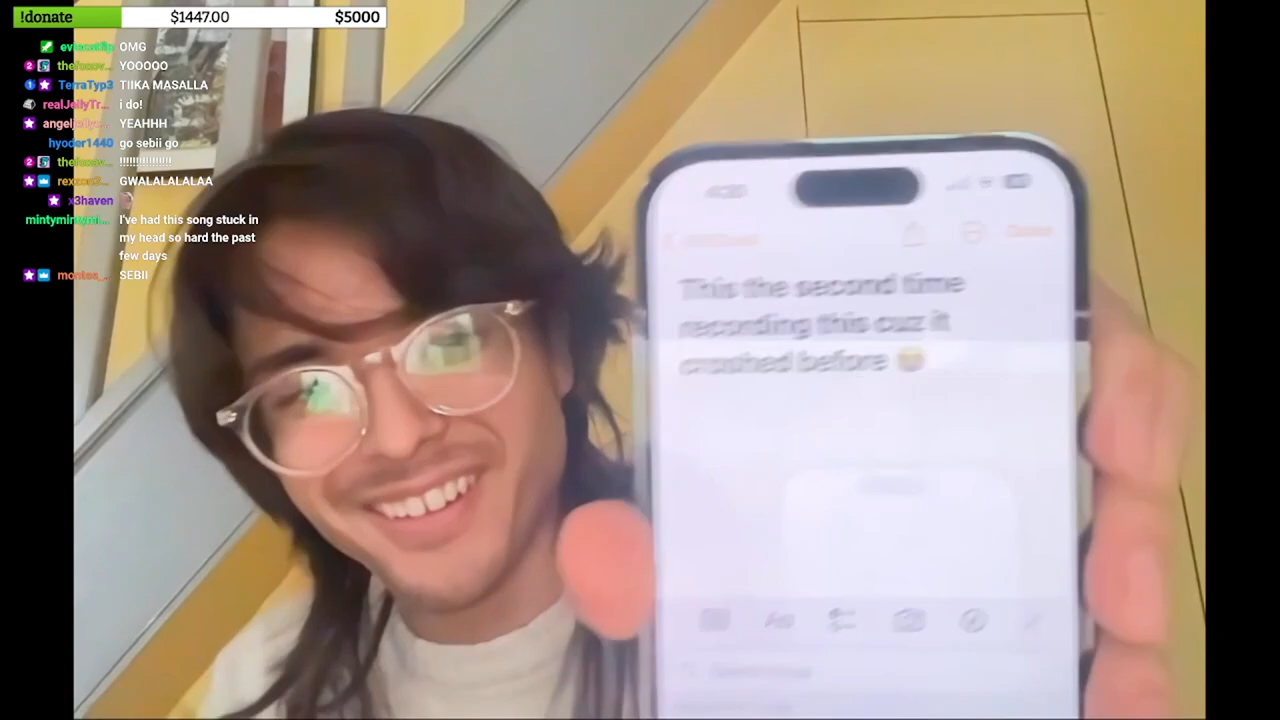 !donate $1447.00 $5000
OMG
YOOOOO
TerraTyp3 TIIKA MASALLA
realJellyTr... i do!
YEAHHH
hyoder1440 go sebii go
!!!!!!!!!!!!!!!
GWALALALALAA
x3haven
I've had this song stuck in
my head so hard the past
few days
SEBII
This the second time
recording this cuz it
crashed before 😁
Aa